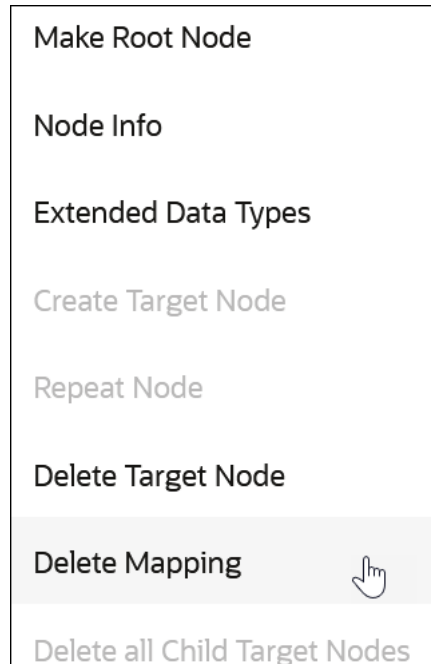 Make Root Node
Node Info
Extended Data Types
Create Target Node
Repeat Node
Delete Target Node
Delete Mapping
Delete all Child Target Nodes